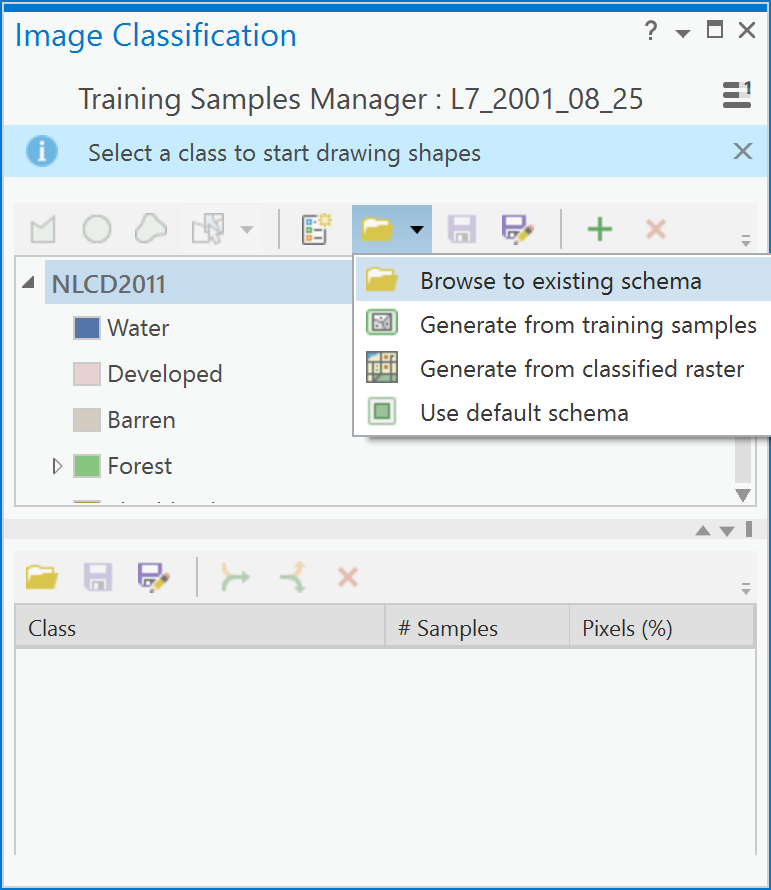 Image Classification
?
Training Samples Manager : L7_2001_08_25
1
Select a class to start drawing shapes
NLCD2011
Browse to existing schema
Water
Generate from training samples
Developed
Generate from classified raster
Barren
Use default schema
Forest
Class # Samples Pixels (%)